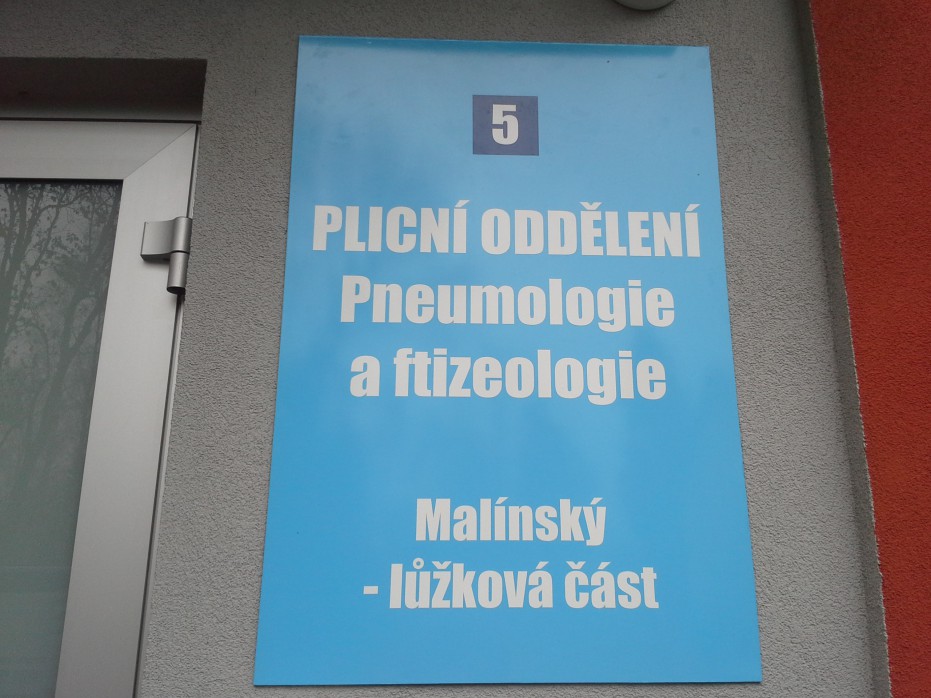 5
PLICNÍ ODDĚLENÍ
Pneumologie
a ftizeologie
Malínský
- lůžková část